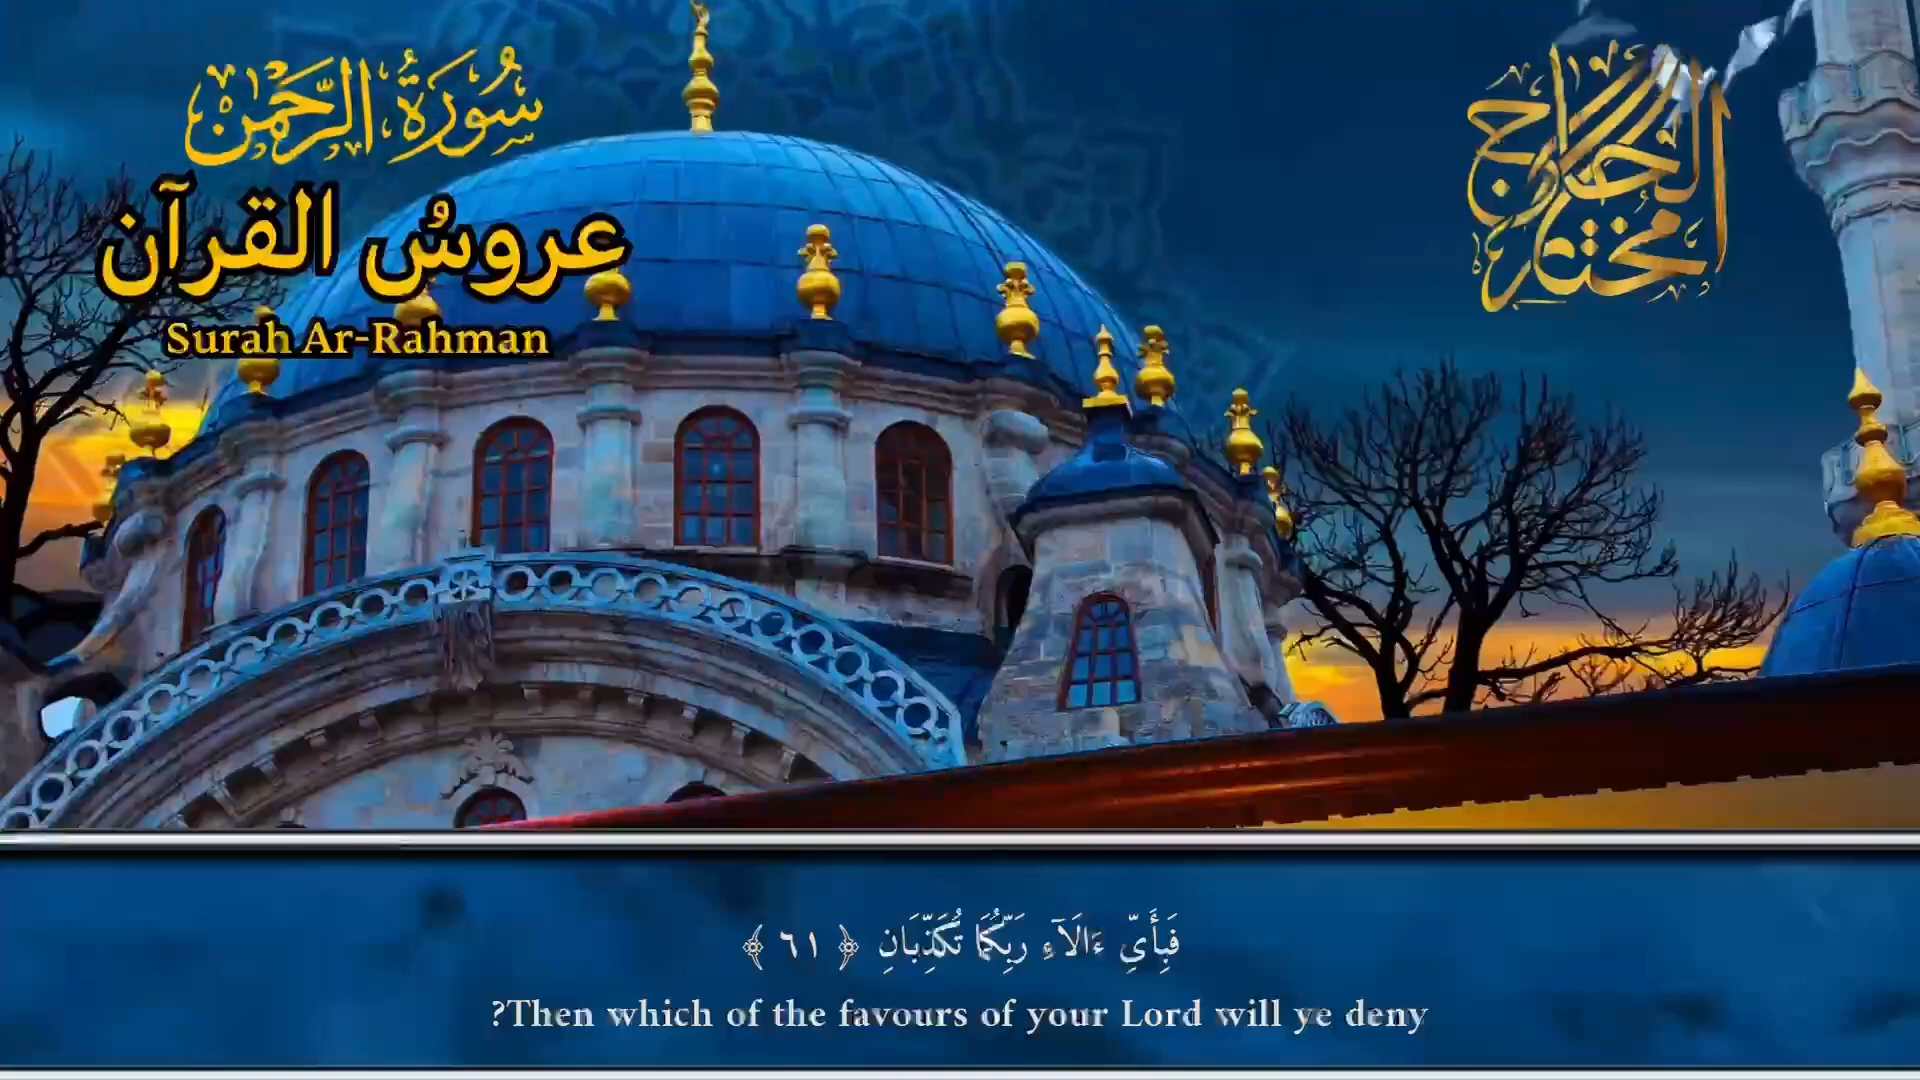 سُورَةُ الرَّحْمٰن
عروسُ القرآن
Surah Ar-Rahman
المختار الحاج
فَبِأَيِّ ءَالَآءِ رَبِّكُمَا تُكَذِّبَانِ ﴿٦١﴾
?Then which of the favours of your Lord will ye deny